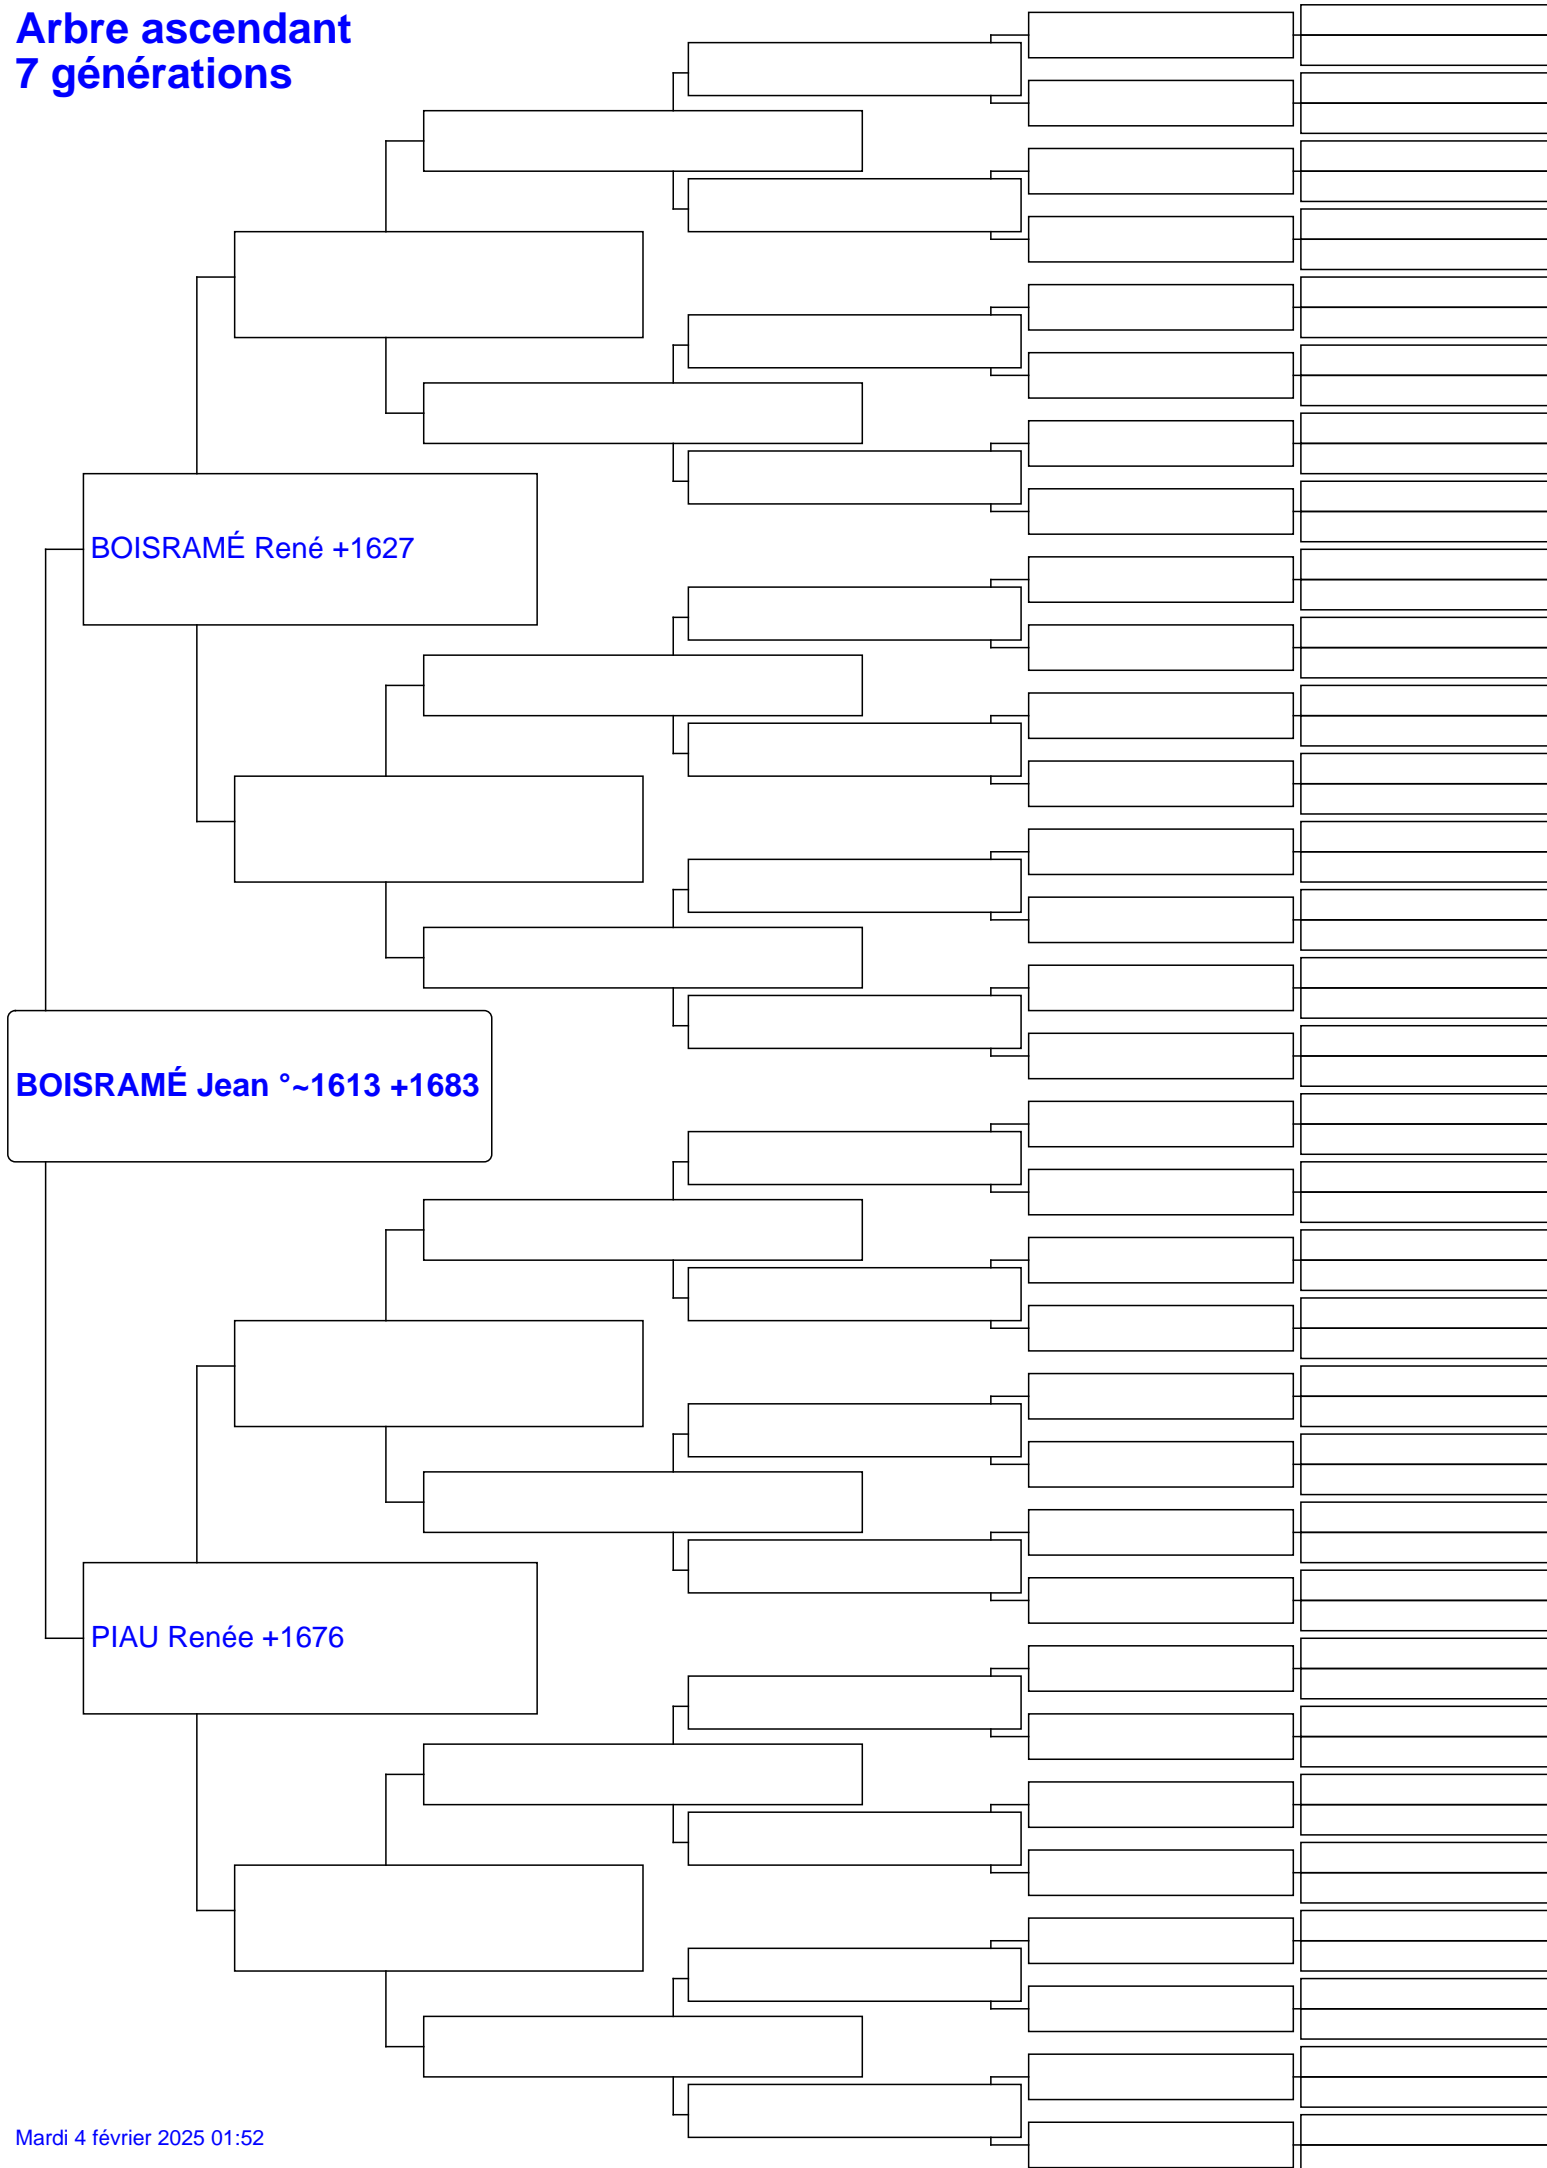 Arbre ascendant
7 générations
BOISRAMÉ René +1627
BOISRAMÉ Jean °~1613 +1683
PIAU Renée +1676
Mardi 4 février 2025 01:52